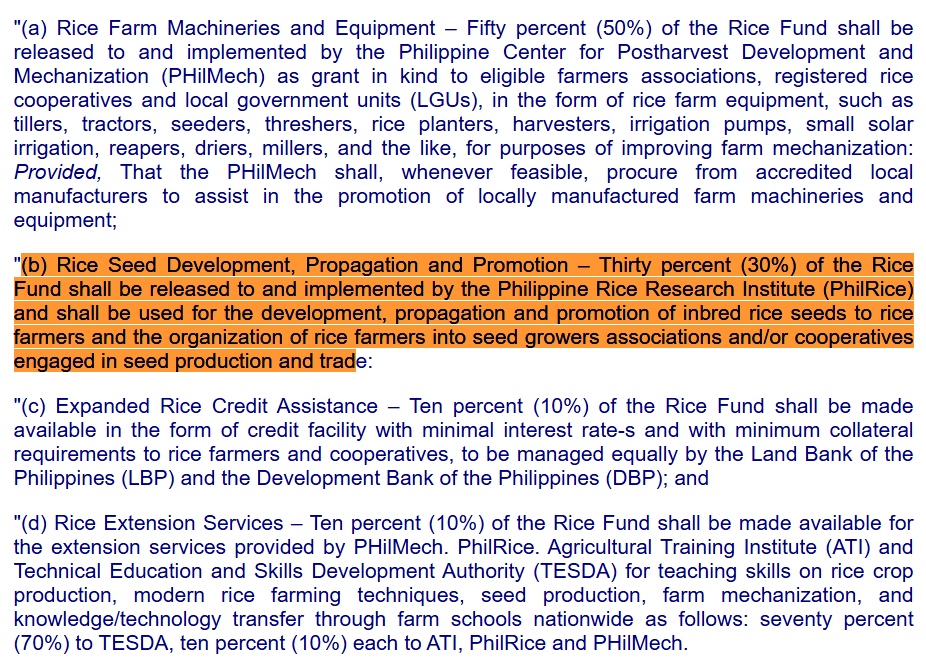 "(a) Rice Farm Machineries and Equipment – Fifty percent (50%) of the Rice Fund shall be
released to and implemented by the Philippine Center for Postharvest Development and
Mechanization (PHilMech) as grant in kind to eligible farmers associations, registered rice
cooperatives and local government units (LGUs), in the form of rice farm equipment, such as
tillers, tractors, seeders, threshers, rice planters, harvesters, irrigation pumps, small solar
irrigation, reapers, driers, millers, and the like, for purposes of improving farm mechanization:
Provided, That the PHilMech shall, whenever feasible, procure from accredited local
manufacturers to assist in the promotion of locally manufactured farm machineries and
equipment;
"(b) Rice Seed Development, Propagation and Promotion – Thirty percent (30%) of the Rice
Fund shall be released to and implemented by the Philippine Rice Research Institute (PhilRice)
and shall be used for the development, propagation and promotion of inbred rice seeds to rice
farmers and the organization of rice farmers into seed growers associations and/or cooperatives
engaged in seed production and trade:
"(c) Expanded Rice Credit Assistance – Ten percent (10%) of the Rice Fund shall be made
available in the form of credit facility with minimal interest rate-s and with minimum collateral
requirements to rice farmers and cooperatives, to be managed equally by the Land Bank of the
Philippines (LBP) and the Development Bank of the Philippines (DBP); and
"(d) Rice Extension Services – Ten percent (10%) of the Rice Fund shall be made available for
the extension services provided by PHilMech. PhilRice. Agricultural Training Institute (ATI) and
Technical Education and Skills Development Authority (TESDA) for teaching skills on rice crop
production, modern rice farming techniques, seed production, farm mechanization, and
knowledge/technology transfer through farm schools nationwide as follows: seventy percent
(70%) to TESDA, ten percent (10%) each to ATI, PhilRice and PHilMech.